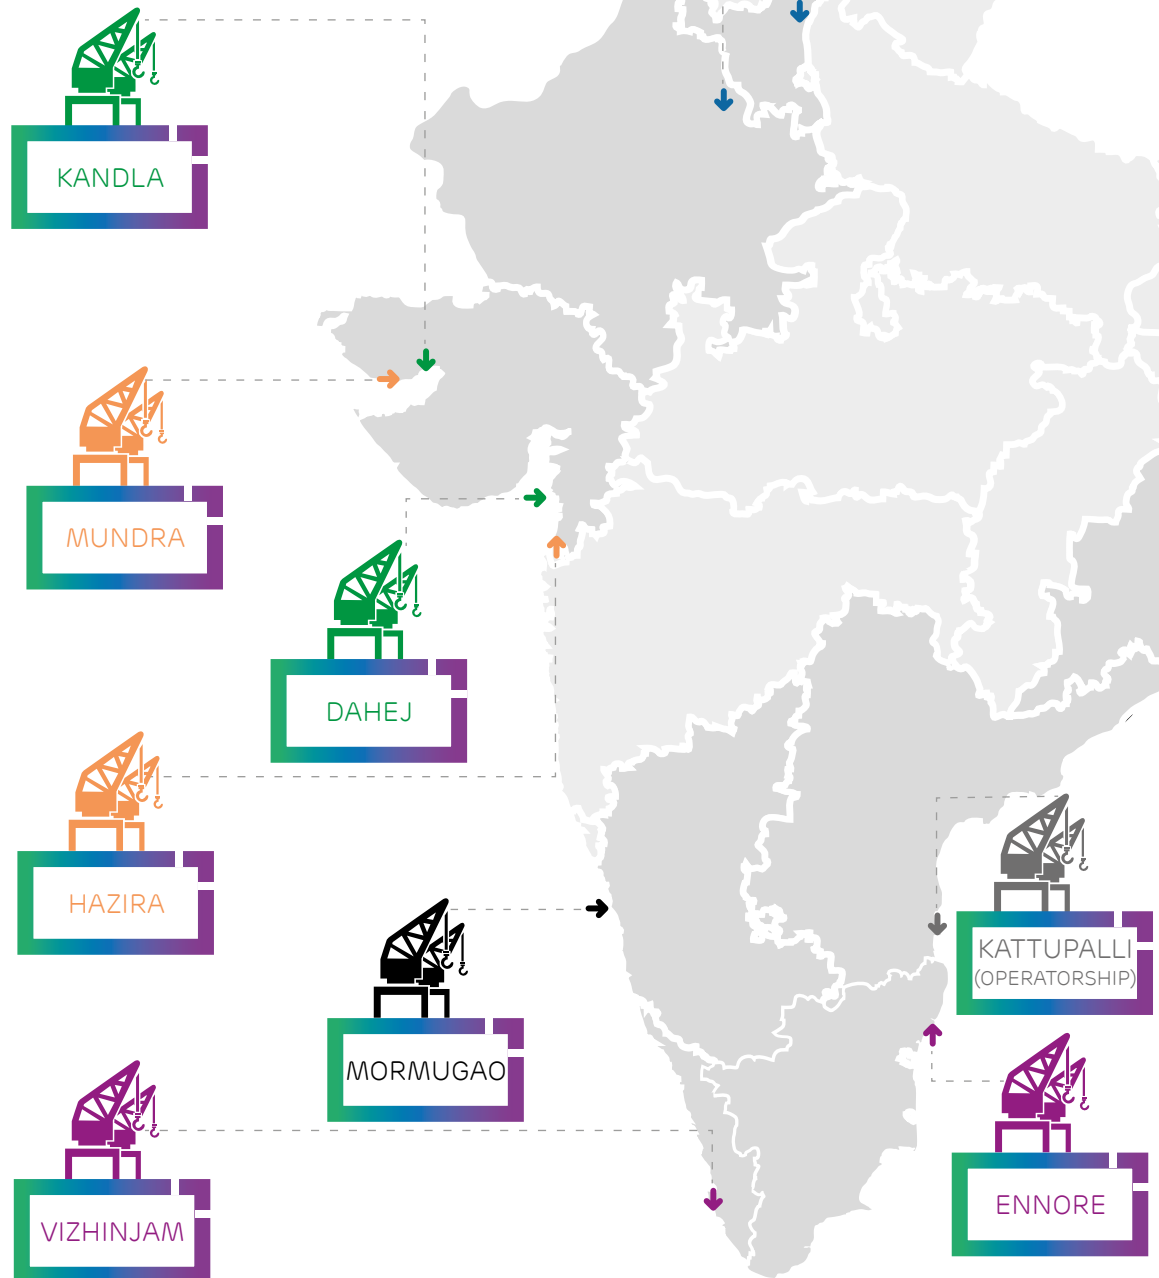 KANDLA
MUNDRA
DAHEJ
HAZIRA
KATTUPALLI
(OPERATORSHIP)
MORMUGAO
ENNORE
VIZHINJAM